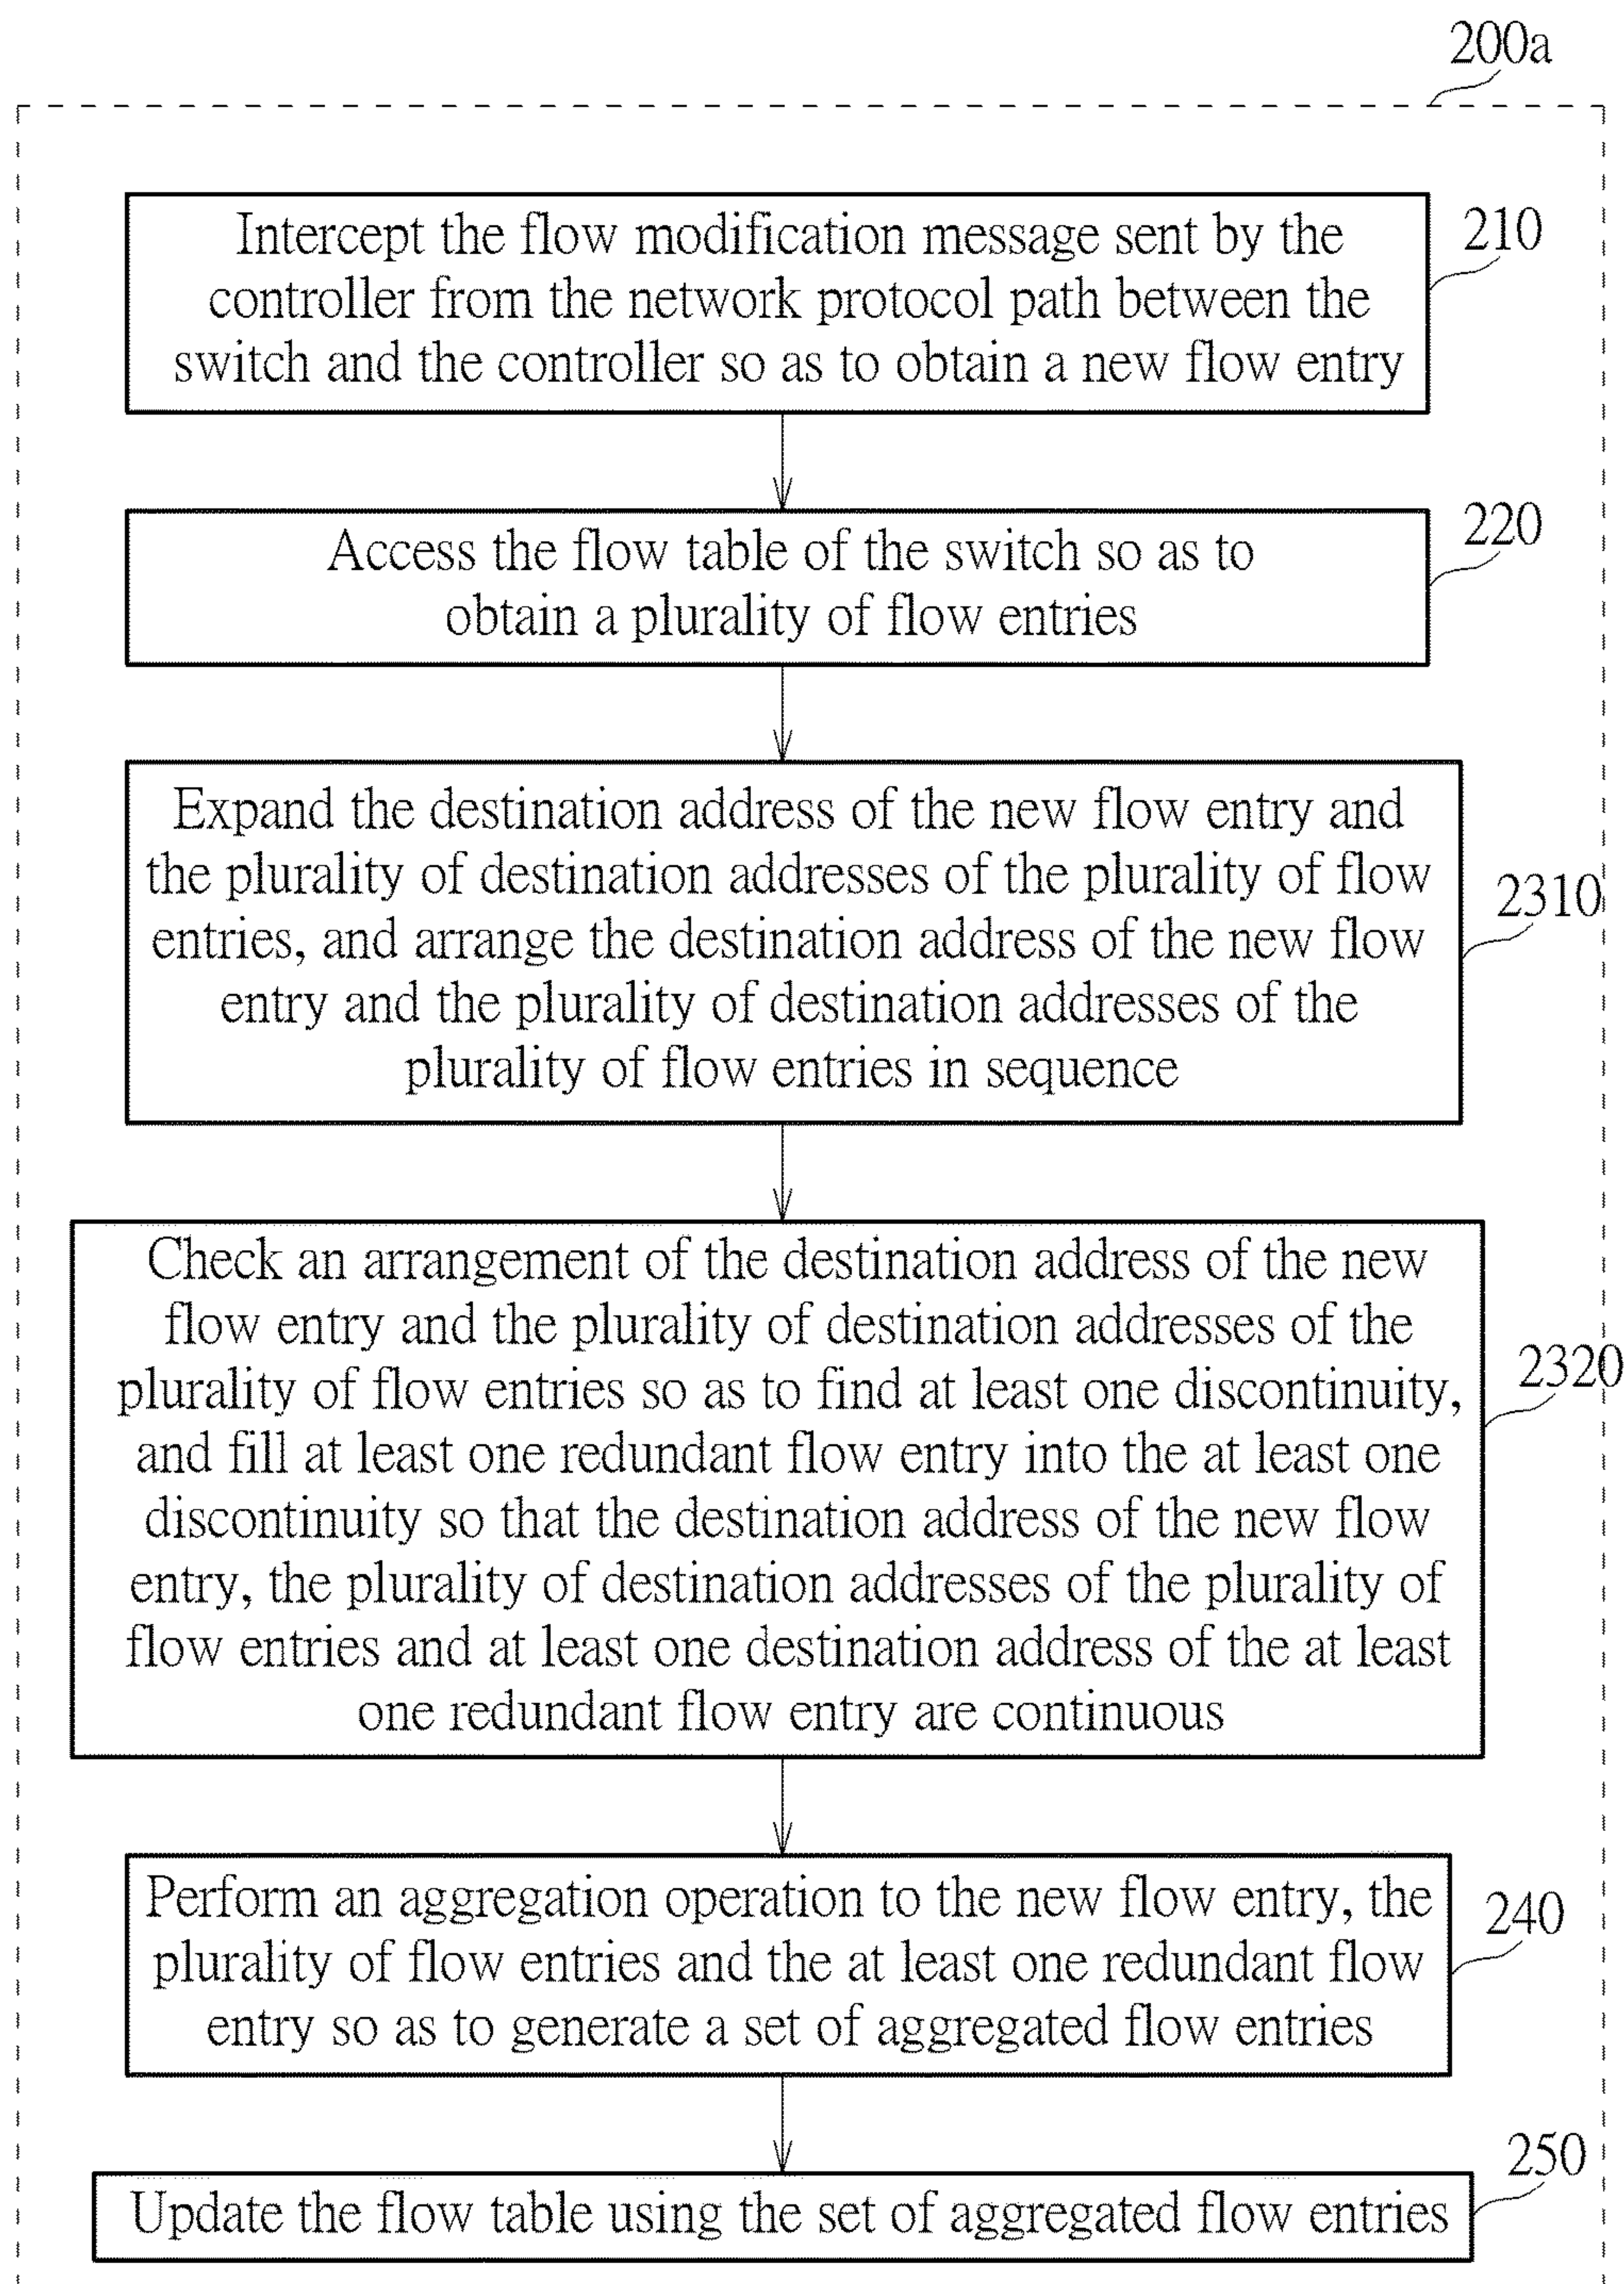 200a
Intercept the flow modification message sent by the
controller from the network protocol path between the
switch and the controller so as to obtain a new flow entry
210
Access the flow table of the switch so as to
obtain a plurality of flow entries
220
Expand the destination address of the new flow entry and
the plurality of destination addresses of the plurality of flow
entries, and arrange the destination address of the new flow
entry and the plurality of destination addresses of the
plurality of flow entries in sequence
2310
Check an arrangement of the destination address of the new
flow entry and the plurality of destination addresses of the
plurality of flow entries so as to find at least one discontinuity,
and fill at least one redundant flow entry into the at least one
discontinuity so that the destination address of the new flow
entry, the plurality of destination addresses of the plurality of
flow entries and at least one destination address of the at least
one redundant flow entry are continuous
2320
Perform an aggregation operation to the new flow entry, the
plurality of flow entries and the at least one redundant flow
entry so as to generate a set of aggregated flow entries
240
Update the flow table using the set of aggregated flow entries
250